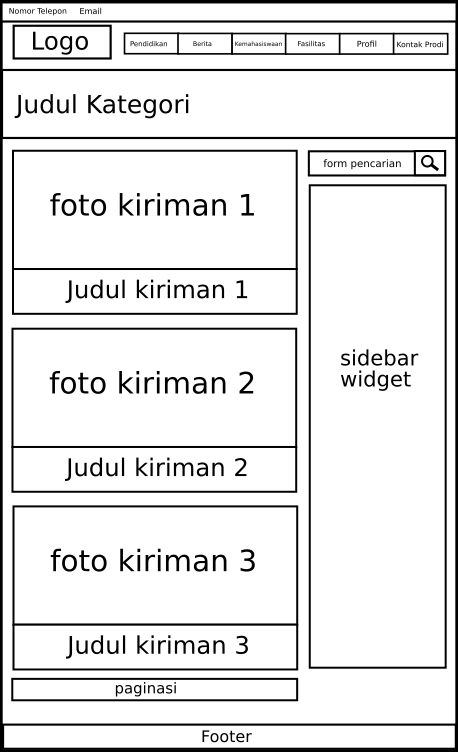 Nomor Telepon Email
Logo
Pendidikan Berita Kemahasiswaan Fasilitas Profil Kontak Prodi
Judul Kategori
foto kiriman 1
Judul kiriman 1
foto kiriman 2
Judul kiriman 2
foto kiriman 3
Judul kiriman 3
paginasi
form pencarian
sidebar
widget
Footer